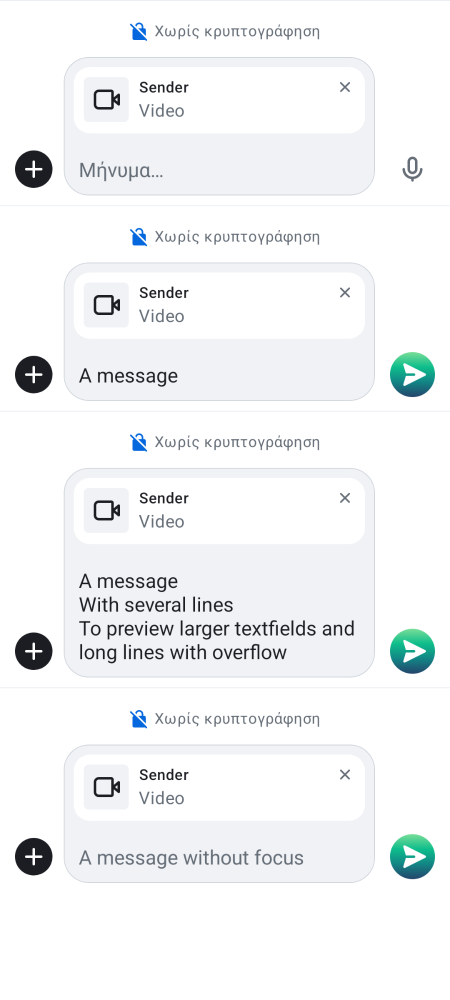 Χωρίς κρυπτογράφηση
Sender
Video
Μήνυμα…
Χωρίς κρυπτογράφηση
Sender
Video
A message
Χωρίς κρυπτογράφηση
Sender
Video
A message
With several lines
To preview larger textfields and
long lines with overflow
Χωρίς κρυπτογράφηση
Sender
Video
A message without focus